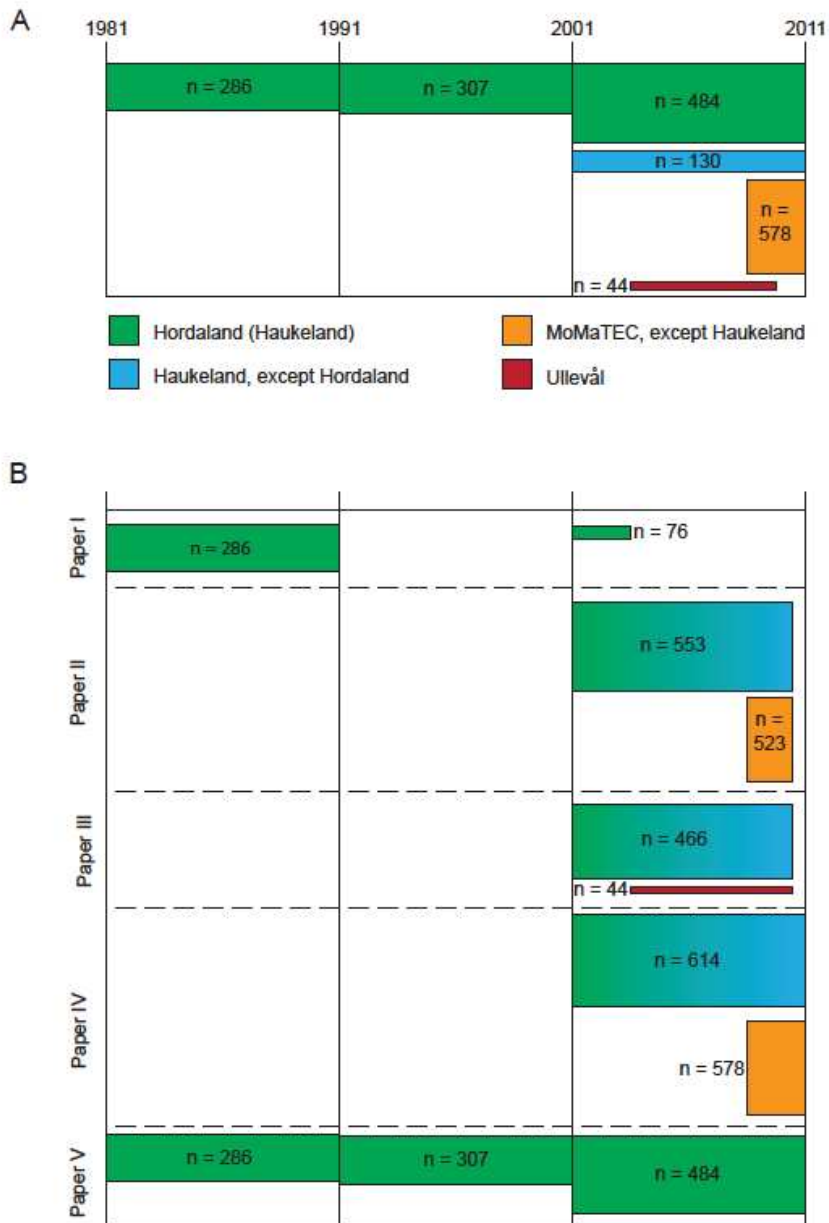 A
1981 1991 2001 2011
n = 286 n = 307 n = 484
n = 130
n =
578
n = 44
Hordaland (Haukeland) MoMaTEC, except Haukeland
Haukeland, except Hordaland Ullevål
B
Paper I
n = 286 n = 76
Paper II
n = 553
n =
523
Paper III
n = 466
n = 44
Paper IV
n = 614
n = 578
Paper V
n = 286 n = 307 n = 484